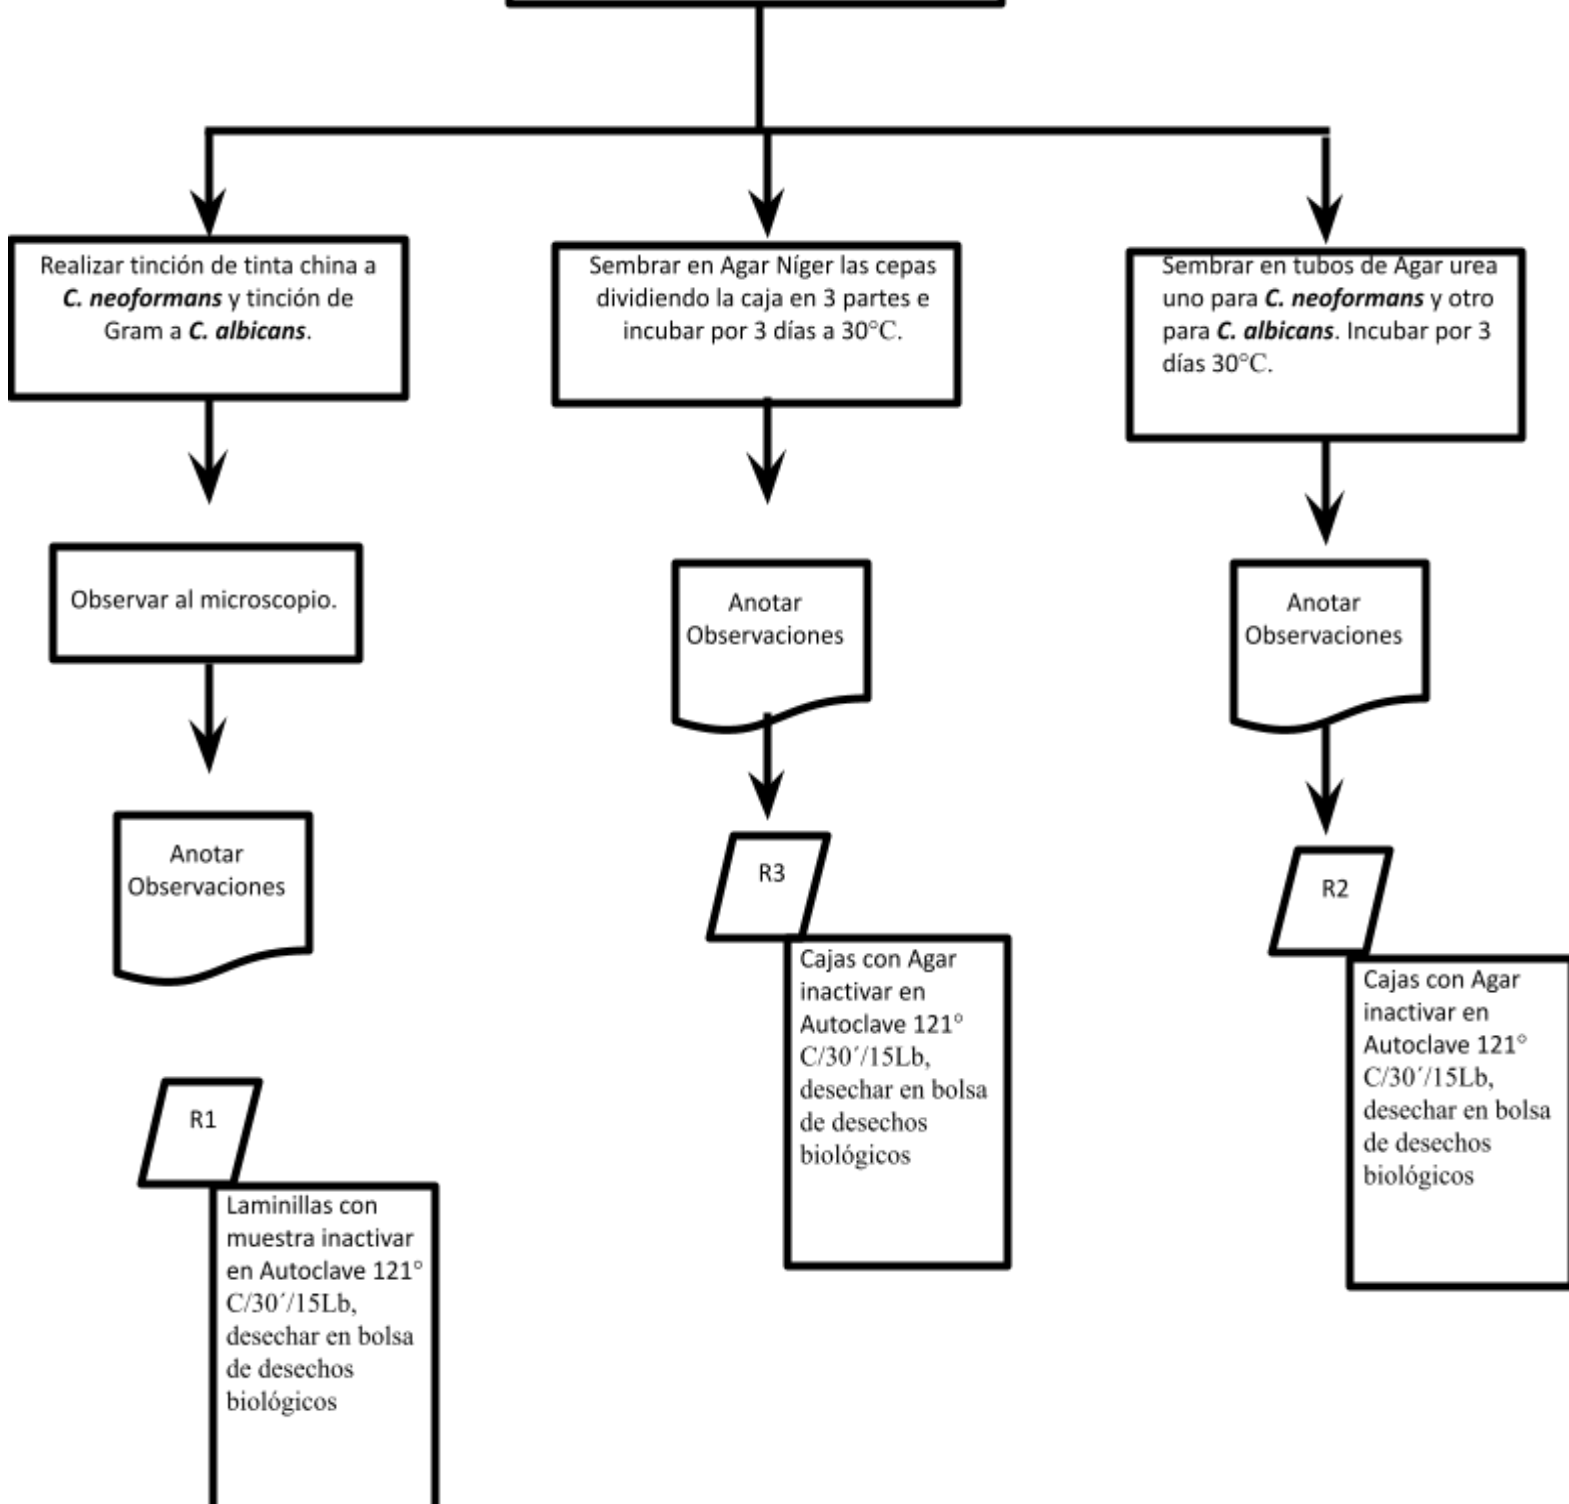 Realizar tinción de tinta china a
C. neoformans y tinción de
Gram a C. albicans.
Sembrar en Agar Níger las cepas
dividiendo la caja en 3 partes e
incubar por 3 días a 30°C.
Sembrar en tubos de Agar urea
uno para C. neoformans y otro
para C. albicans. Incubar por 3
días 30°C.
Observar al microscopio.
Anotar
Observaciones
Anotar
Observaciones
Anotar
Observaciones
R3
R2
Cajas con Agar
inactivar en
Autoclave 121°
C/30´/15Lb,
desechar en bolsa
de desechos
biológicos
Cajas con Agar
inactivar en
Autoclave 121°
C/30´/15Lb,
desechar en bolsa
de desechos
biológicos
R1
Laminillas con
muestra inactivar
en Autoclave 121°
C/30´/15Lb,
desechar en bolsa
de desechos
biológicos